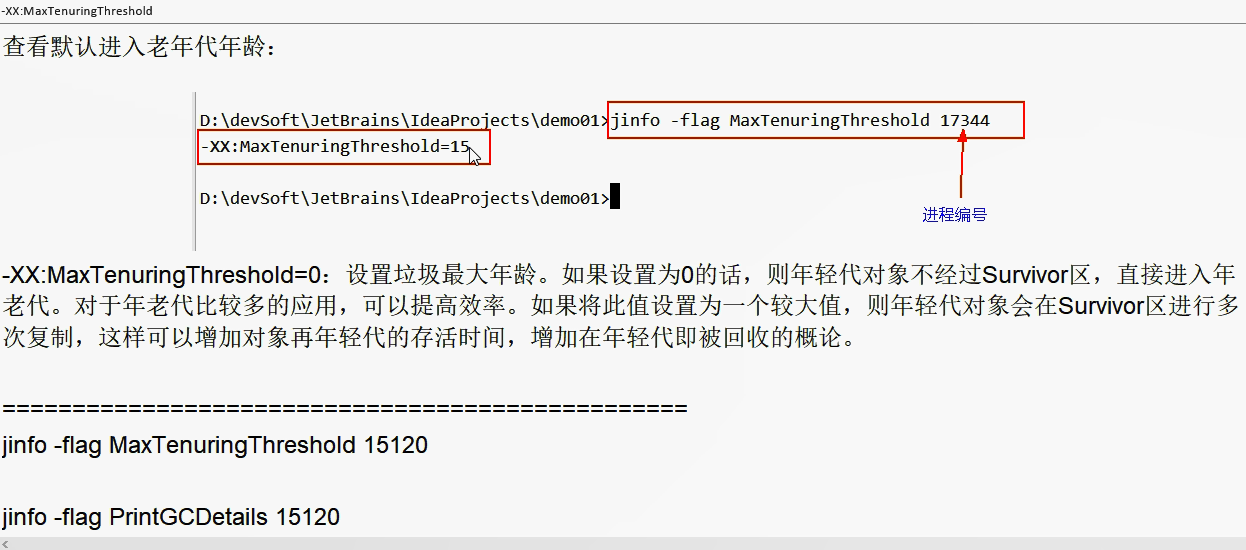 -XX:MaxTenuringThreshold
查看默认进入老年代年龄：
D:\devSoft\JetBrains\IdeaProjects\demo01>jinfo -flag MaxTenuringThreshold 17344
-XX:MaxTenuringThreshold=15
D:\devSoft\JetBrains\IdeaProjects\demo01>
进程编号
-XX:MaxTenuringThreshold=0：设置垃圾最大年龄。如果设置为0的话，则年轻代对象不经过Survivor区，直接进入年
老代。对于年老代比较多的应用，可以提高效率。如果将此值设置为一个较大值，则年轻代对象会在Survivor区进行多
次复制，这样可以增加对象再年轻代的存活时间，增加在年轻代即被回收的概论。
=================================================
jinfo -flag MaxTenuringThreshold 15120
jinfo -flag PrintGCDetails 15120